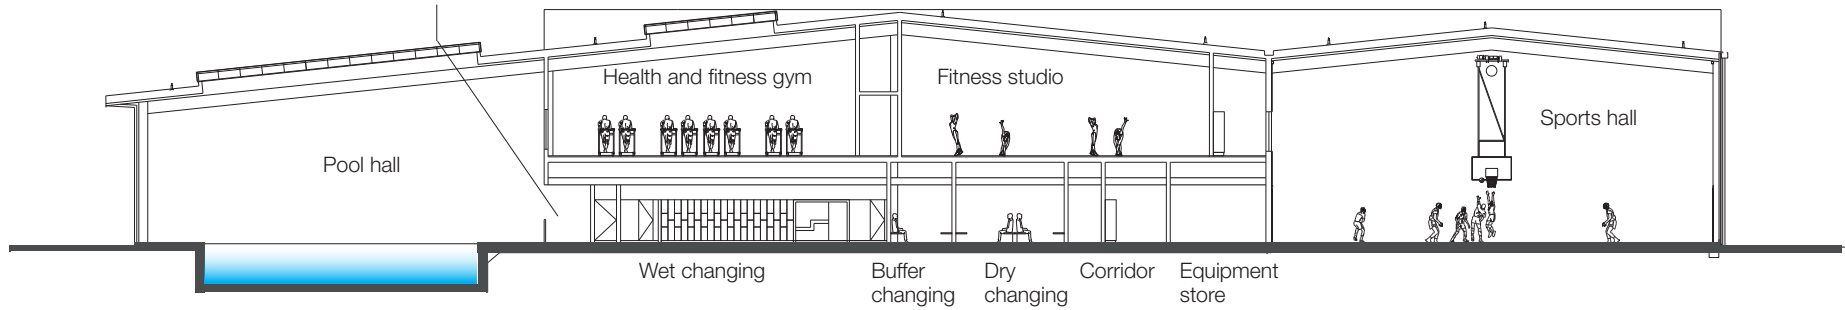 Health and fitness gym
Fitness studio
Sports hall
Pool hall
Wet changing
Buffer
changing
Dry
changing
Corridor
Equipment
store